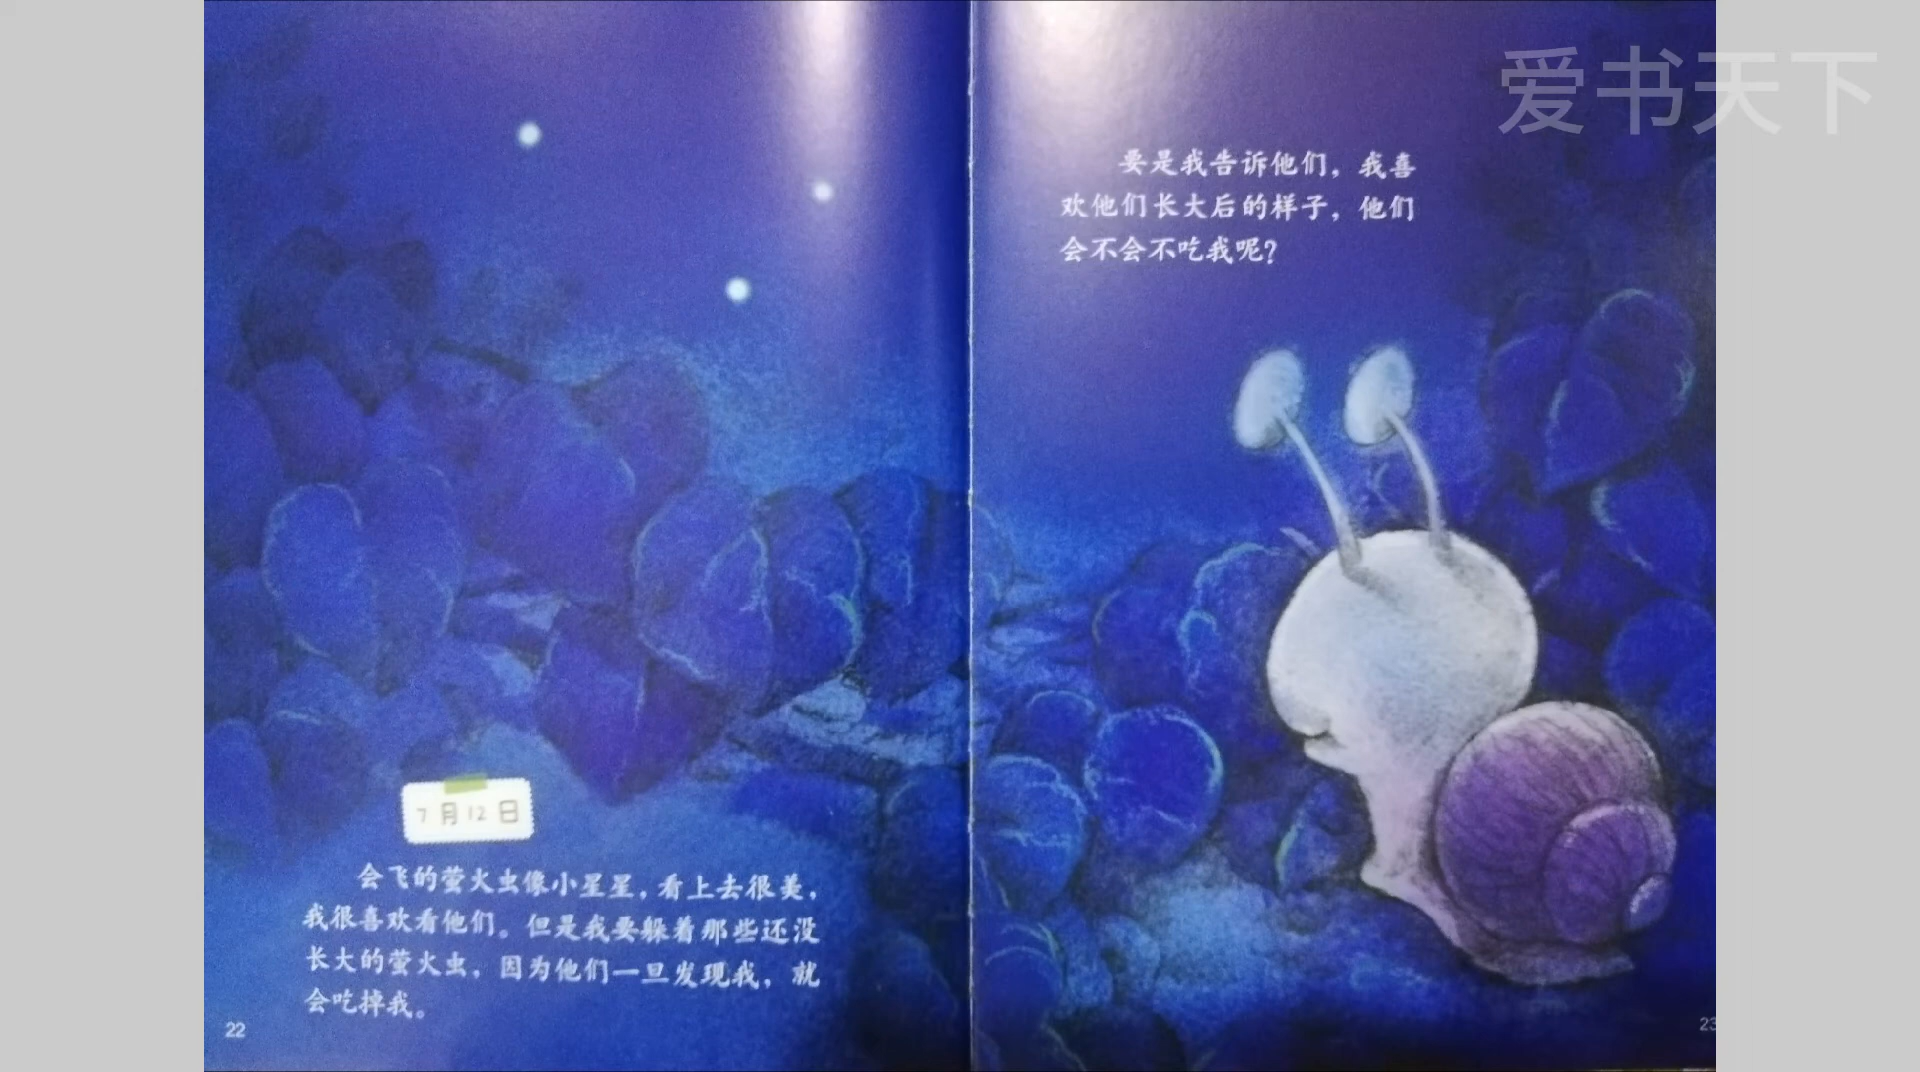 7月12日
会飞的萤火虫像小星星，看上去很美，
我很喜欢看他们。但是我要躲着那些还没
长大的萤火虫，因为他们一旦发现我，就
会吃掉我。
22
要是我告诉他们，我喜
欢他们长大后的样子，他们
会不会不吃我呢？
23
爱书天下